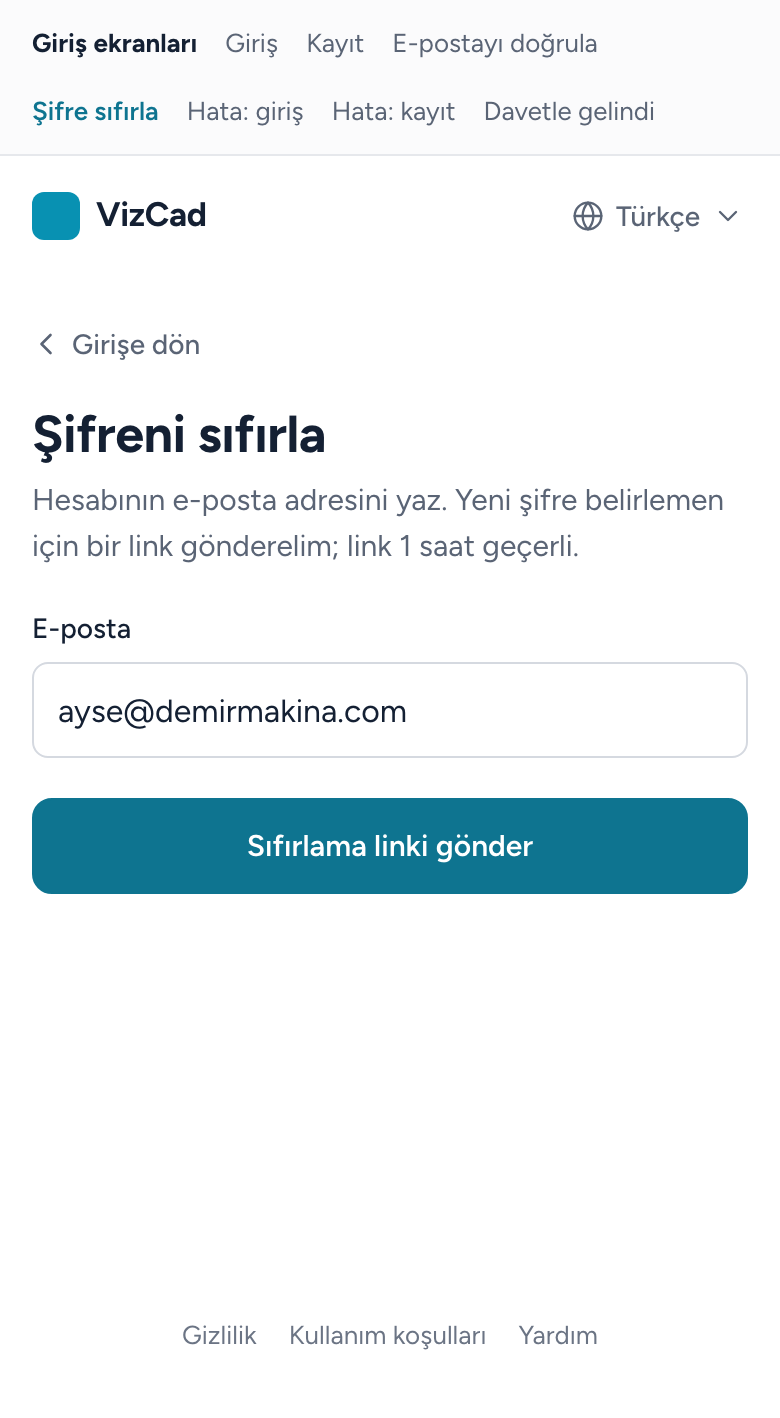 Giriş ekranları Giriş Kayıt E-postayı doğrula
Şifre sıfırla Hata: giriş Hata: kayıt Davetle gelindi
VizCad Türkçe
Girişe dön
Şifreni sıfırla
Hesabının e-posta adresini yaz. Yeni şifre belirlemen
için bir link gönderelim; link 1 saat geçerli.
E-posta
ayse@demirmakina.com
Sıfırlama linki gönder
Gizlilik Kullanım koşulları Yardım